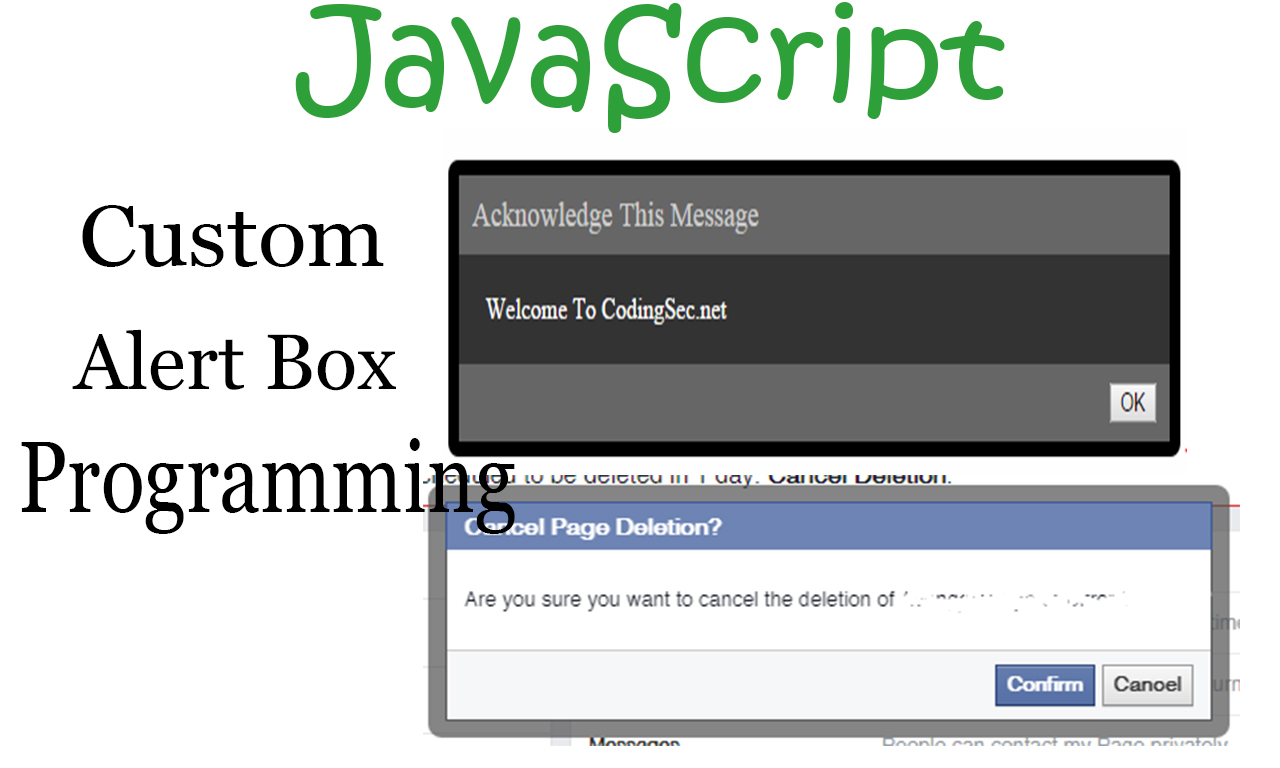 JavaScript
Custom
Alert Box
Programming
Acknowledge This Message
Welcome To CodingSec.net
OK
to be deleted in 1 day. Cancel Deletion.
Cancel Page Deletion?
Are you sure you want to cancel the deletion of
Confirm
Cancel
Messages
People can contact my Page privately.